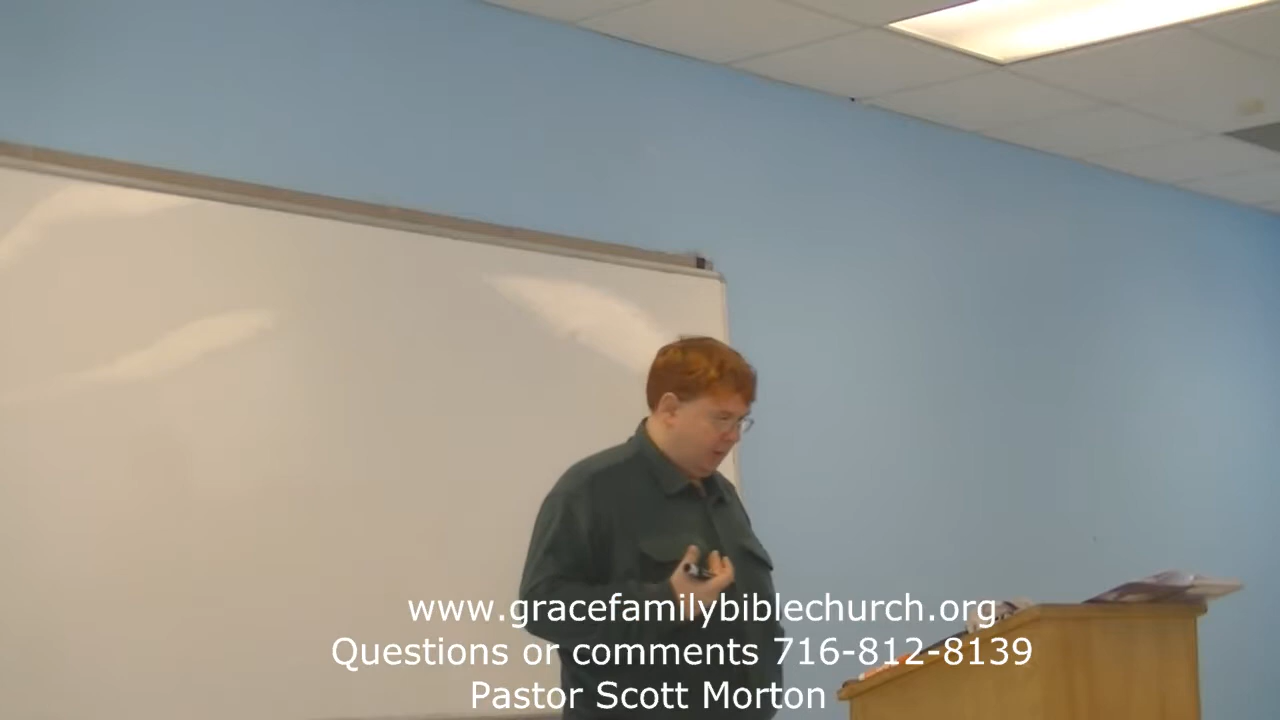 www.gracefamilybiblechurch.org
Questions or comments 716-812-8139
Pastor Scott Morton